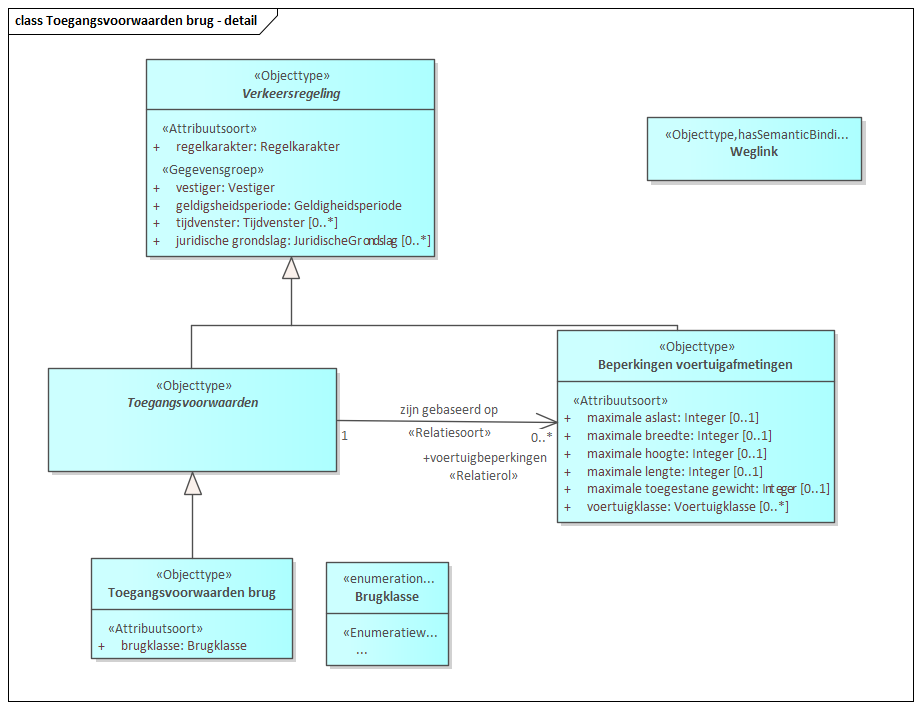 class Toegangsvoorwaarden brug - detail
«Objecttype»
Verkeersregeling
«Attribuutsoort»
+ regelkarakter: Regelkarakter
«Gegevensgroep»
+ vestiger: Vestiger
+ geldigsheidsperiode: Geldigheidsperiode
+ tijdvenster: Tijdvenster [0..*]
+ juridische grondslag: JuridischeGrondslag [0..*]
«Objecttype,hasSemanticBindi...
Weglink
«Objecttype»
Toegangsvoorwaarden
zijn gebaseerd op
«Relatiesoort»
1
0..*
+voertuigbeperkingen
«Relatierol»
«Objecttype»
Beperkingen voertuigafmetingen
«Attribuutsoort»
+ maximale aslast: Integer [0..1]
+ maximale breedte: Integer [0..1]
+ maximale hoogte: Integer [0..1]
+ maximale lengte: Integer [0..1]
+ maximale toegestane gewicht: Integer [0..1]
+ voertuigklasse: Voertuigklasse [0..*]
«Objecttype»
Toegangsvoorwaarden brug
«Attribuutsoort»
+ brugklasse: Brugklasse
«enumeration...
Brugklasse
«Enumeratiew...
...